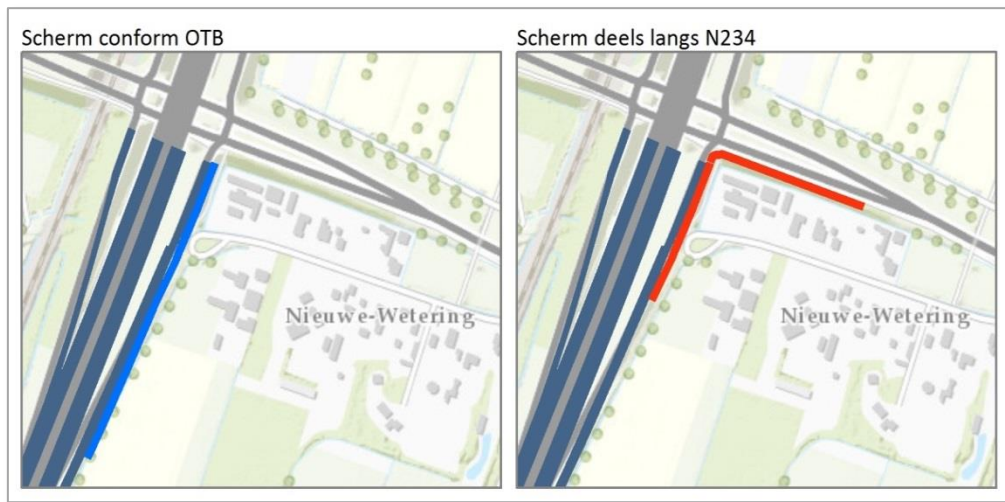 Scherm conform OTB
Scherm deels langs N234
Nieuwe-Wetering
Nieuwe-Wetering